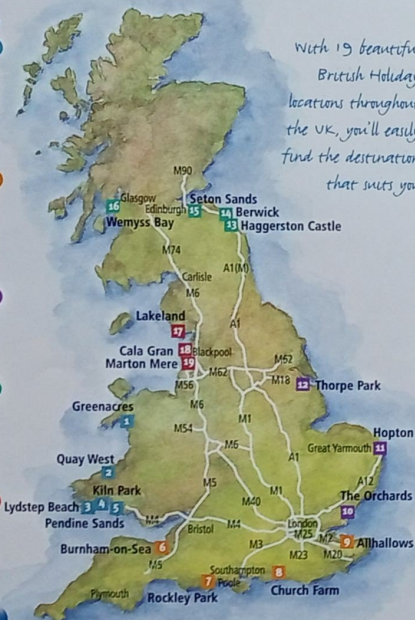 With 19 beautiful
British Holiday
locations throughout
the UK, you'll easily
find the destination
that suits you
M90
Glasgow
16
Edinburgh
15
Seton Sands
14
Berwick
Wemyss Bay
13
Haggerston Castle
M74
Carlisle
A1(M)
M6
Lakeland
17
A1
Cala Gran
18
Blackpool
Marton Mere
19
M62
M52
M56
M18
12
Thorpe Park
Greenacres
1
M6
M1
M54
M6
Hopton
Great Yarmouth
11
A1
Quay West
2
Kiln Park
M5
A12
M1
The Orchards
Lydstep Beach
3
4
5
M40
10
Pendine Sands
M4
Bristol
M4
London
M25
M2
9
Allhallows
Burnham-on-Sea
6
M3
M23
M20
M5
Southampton
8
Poole
7
Plymouth
Rockley Park
Church Farm